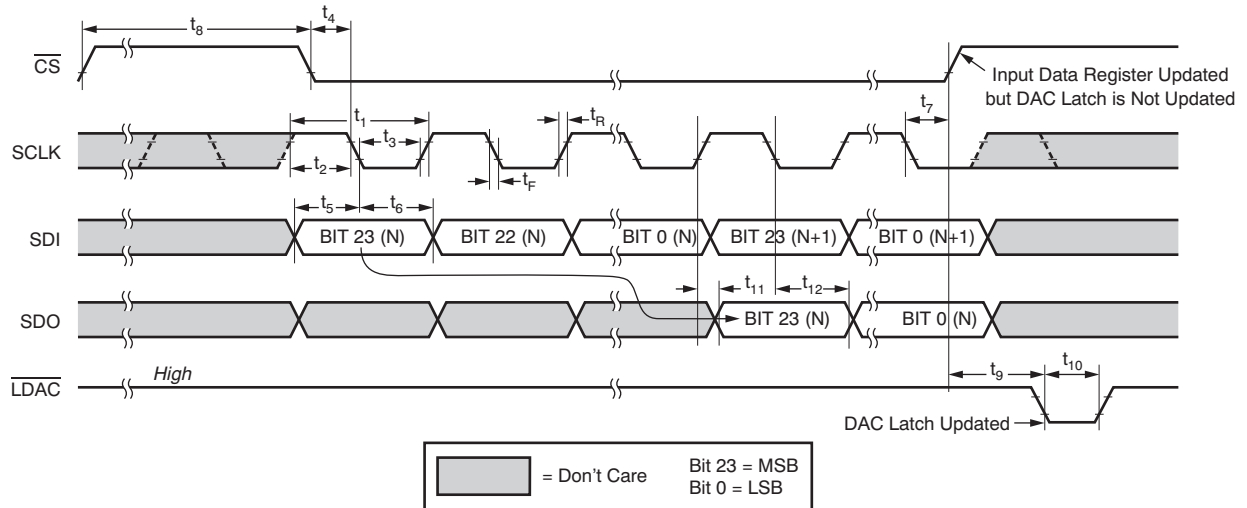 t8
t4
CS
Input Data Register Updated
but DAC Latch is Not Updated
t1
t7
tR
t3
SCLK
t2
tF
t5
t6
SDI
BIT 23 (N)
BIT 22 (N)
BIT 0 (N)
BIT 23 (N+1)
BIT 0 (N+1)
t11
t12
SDO
BIT 23 (N)
BIT 0 (N)
High
LDAC
t9
t10
DAC Latch Updated
= Don't Care
Bit 23 = MSB
Bit 0 = LSB